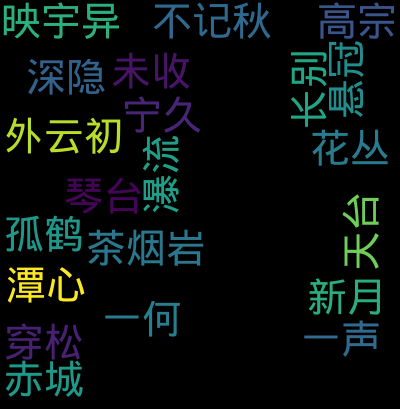 映宇异
不记秋
高宗
深隐
未收
长别
悬冠
宁久
外云初
瀑流
花丛
琴台
孤鹤
茶烟岩
天台
潭心
新月
一何
一声
穿松
赤城